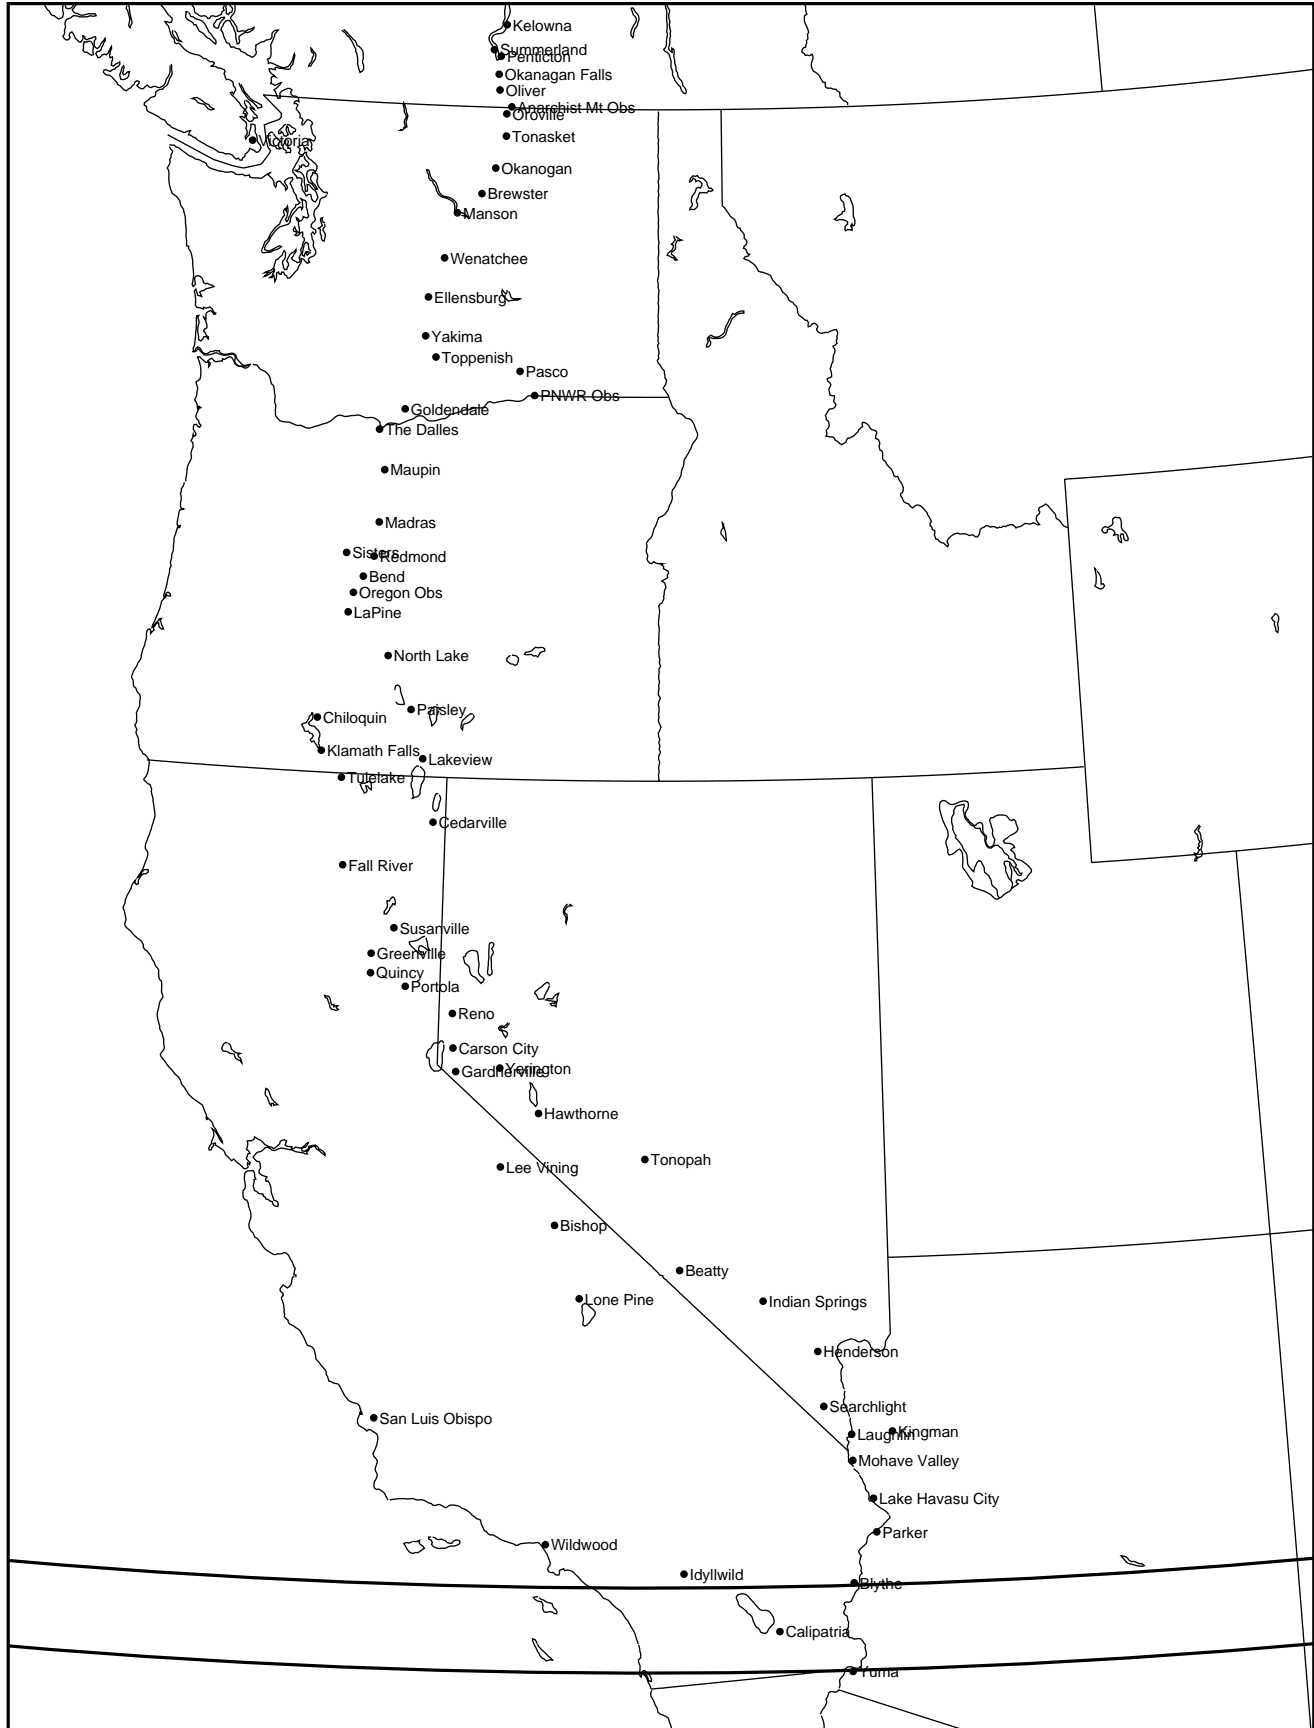 Kelowna
Summerland
Penticton
Okanagan Falls
Oliver
Anarchist Mt Obs
Oroville
Tonasket
Victoria
Okanogan
Brewster
Manson
Wenatchee
Ellensburg
Yakima
Toppenish
Pasco
PNWR Obs
Goldendale
The Dalles
Maupin
Madras
Sisters
Redmond
Bend
Oregon Obs
LaPine
North Lake
Paisley
Chiloquin
Klamath Falls
Lakeview
Tulelake
Cedarville
Fall River
Susanville
Greenville
Quincy
Portola
Reno
Carson City
Yerington
Gardnerville
Hawthorne
Tonopah
Lee Vining
Bishop
Beatty
Lone Pine
Indian Springs
Henderson
Searchlight
San Luis Obispo
Kingman
Laughlin
Mohave Valley
Lake Havasu City
Parker
Wildwood
Idyllwild
Blythe
Calipatria
Yuma